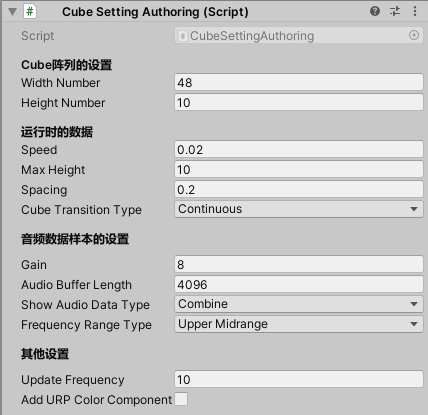 Cube Setting Authoring (Script)
Script CubeSettingAuthoring
Cube阵列的设置
Width Number 48
Height Number 10
运行时的数据
Speed 0.02
Max Height 10
Spacing 0.2
Cube Transition Type Continuous
音频数据样本的设置
Gain 8
Audio Buffer Length 4096
Show Audio Data Type Combine
Frequency Range Type Upper Midrange
其他设置
Update Frequency 10
Add URP Color Component